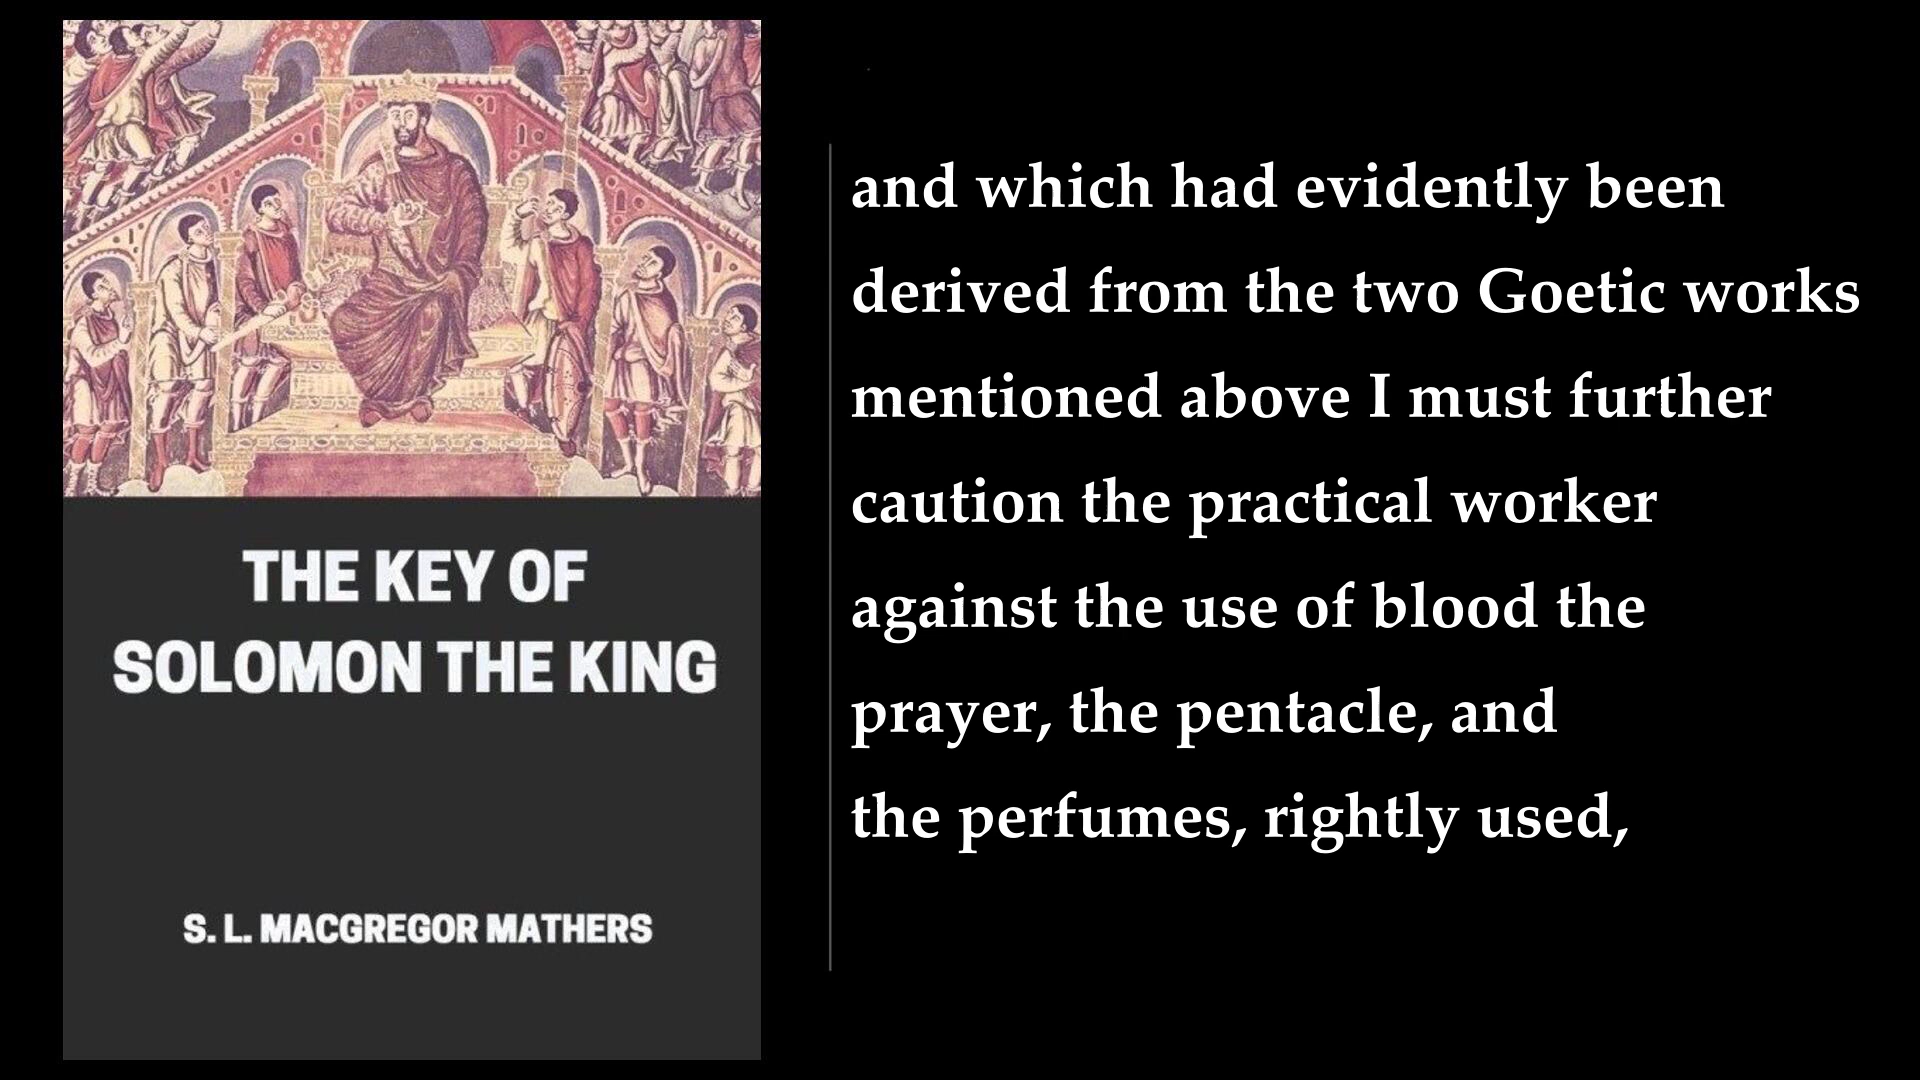 THE KEY OF
SOLOMON THE KING
S. L. MACGREGOR MATHERS
and which had evidently been
derived from the two Goetic works
mentioned above I must further
caution the practical worker
against the use of blood the
prayer, the pentacle, and
the perfumes, rightly used,